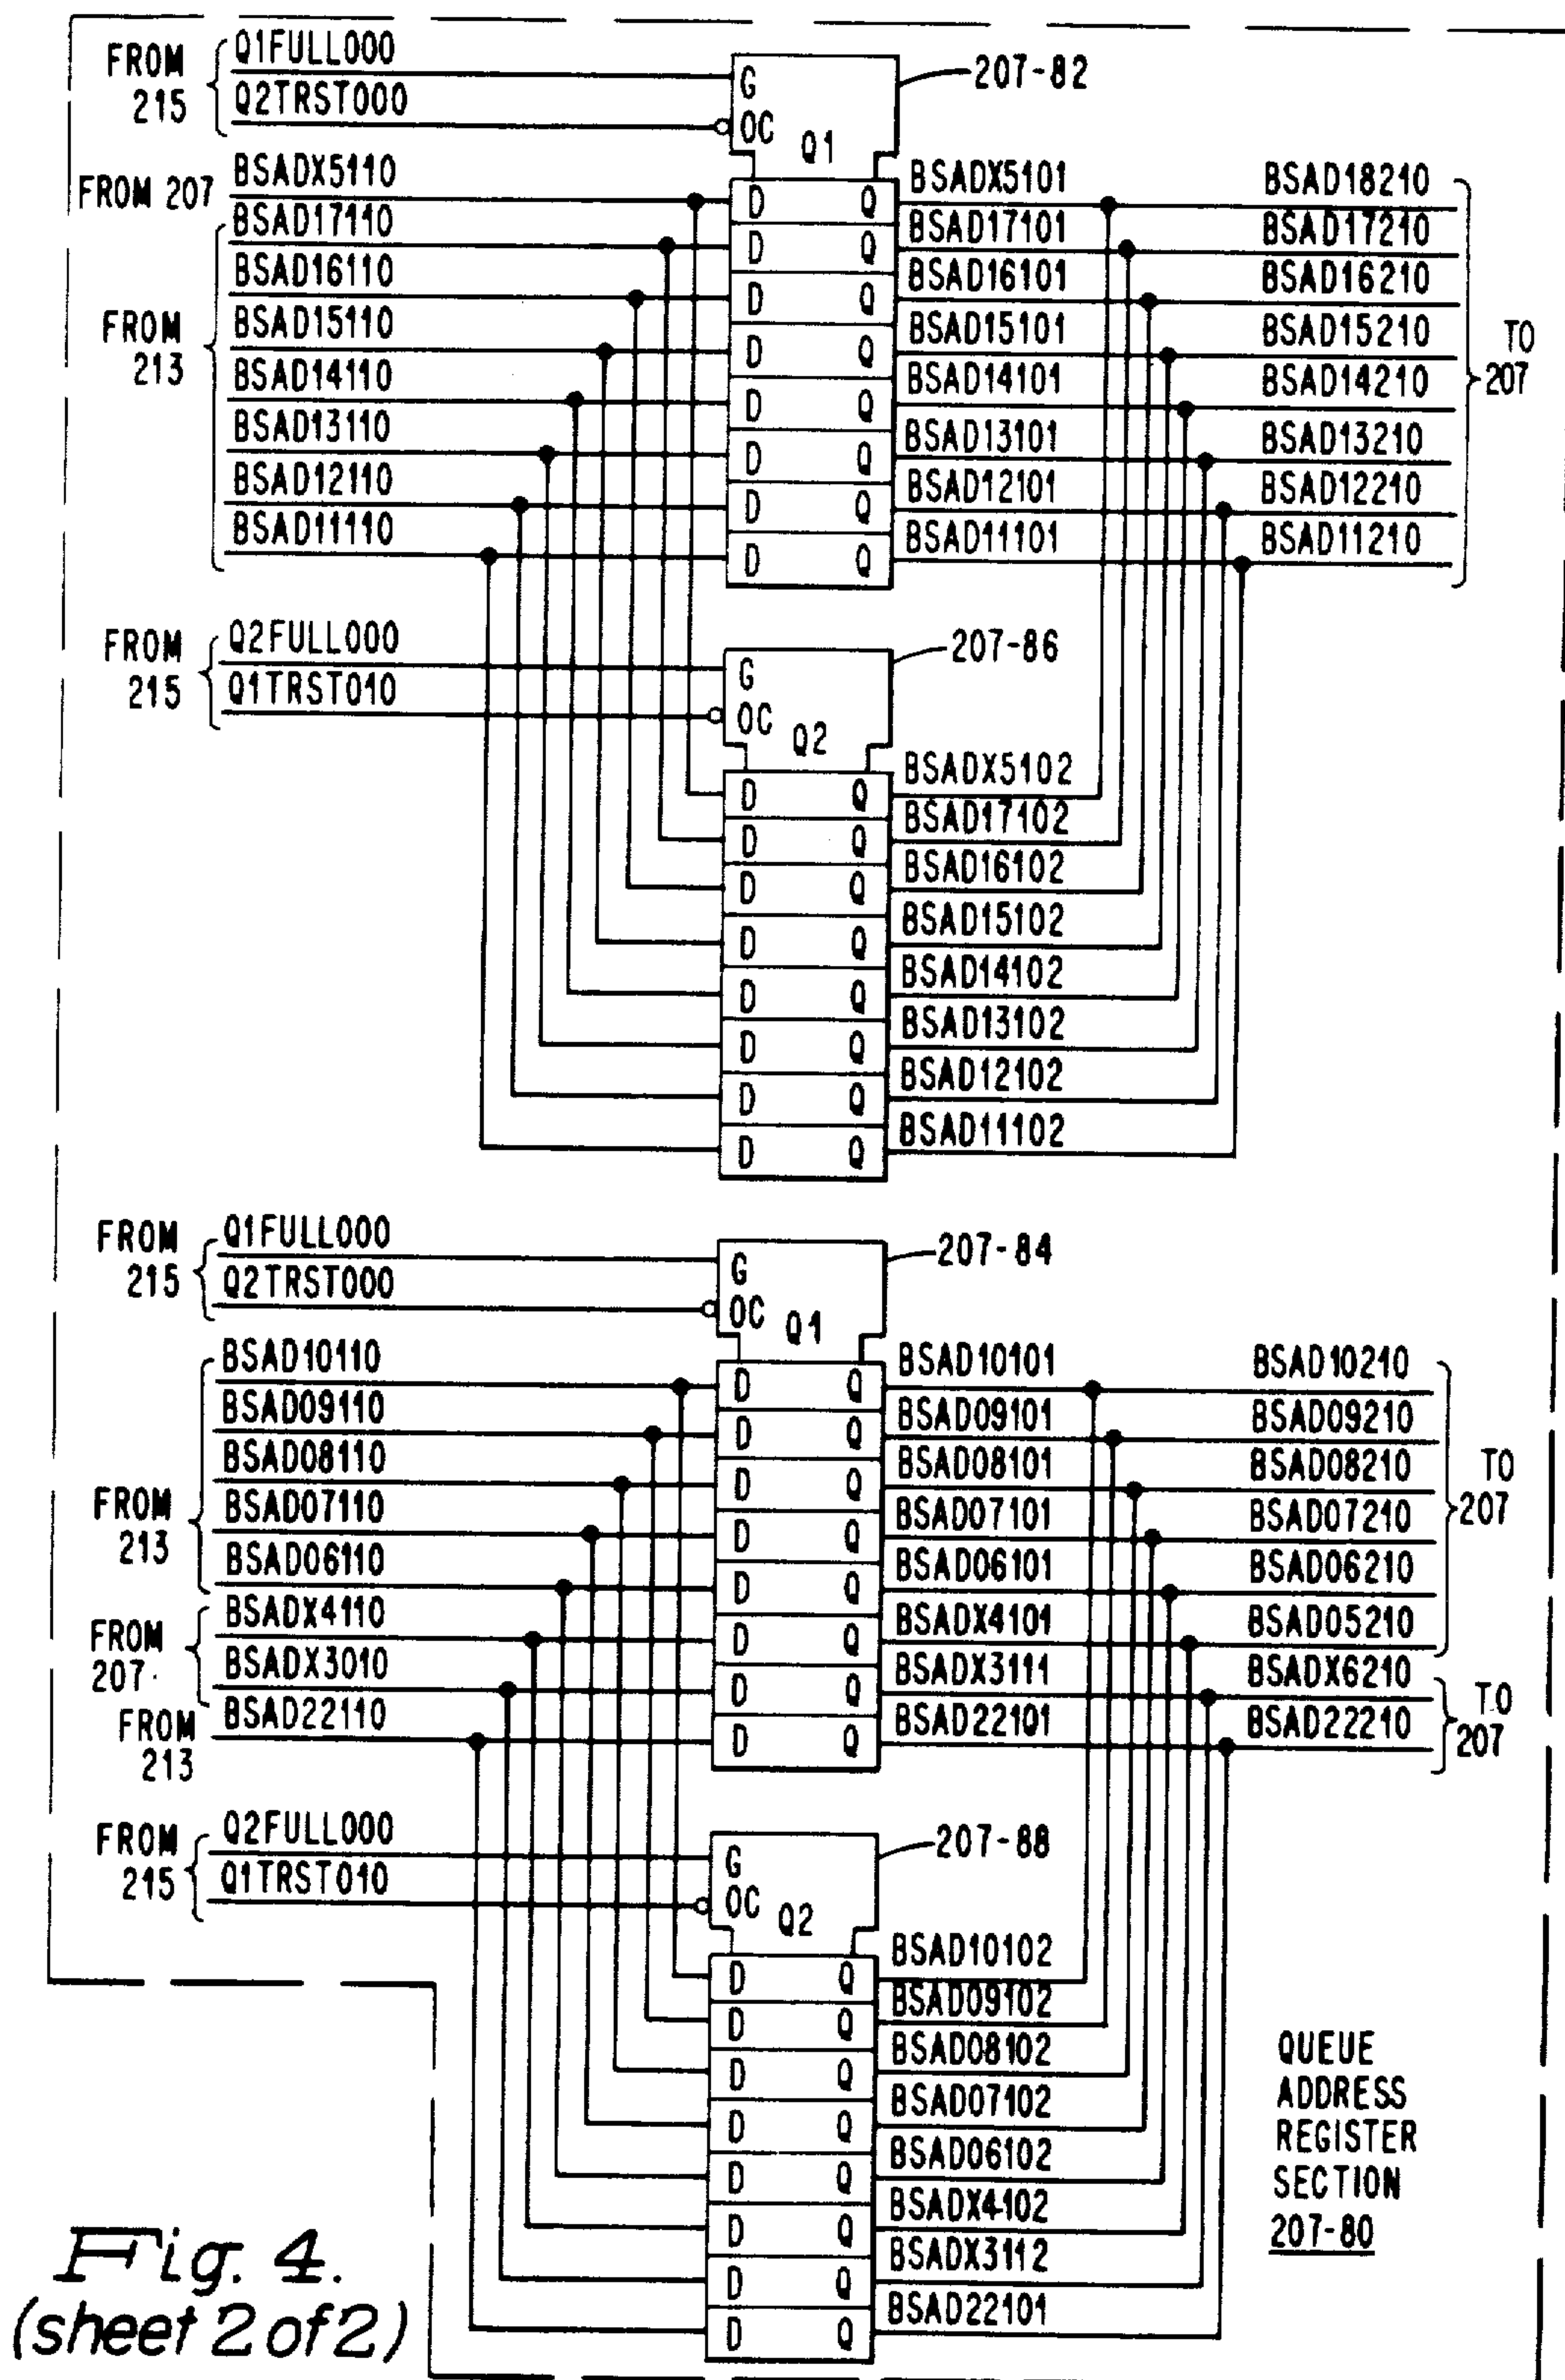 FROM 215
Q1FULL000
Q2TRST000
G
OC
Q1
207-82
FROM 207
BSADX5110
D Q
BSADX5101
BSAD18210
FROM 213
BSAD17110
D Q
BSAD17101
BSAD17210
BSAD16110
D Q
BSAD16101
BSAD16210
BSAD15110
D Q
BSAD15101
BSAD15210
BSAD14110
D Q
BSAD14101
BSAD14210
BSAD13110
D Q
BSAD13101
BSAD13210
BSAD12110
D Q
BSAD12101
BSAD12210
BSAD11110
D Q
BSAD11101
BSAD11210
TO 207
FROM 215
Q2FULL000
Q1TRST010
G
OC
Q2
207-86
D Q
BSADX5102
D Q
BSAD17102
D Q
BSAD16102
D Q
BSAD15102
D Q
BSAD14102
D Q
BSAD13102
D Q
BSAD12102
D Q
BSAD11102
FROM 215
Q1FULL000
Q2TRST000
G
OC
Q1
207-84
FROM 213
BSAD10110
D Q
BSAD10101
BSAD10210
BSAD09110
D Q
BSAD09101
BSAD09210
BSAD08110
D Q
BSAD08101
BSAD08210
BSAD07110
D Q
BSAD07101
BSAD07210
BSAD06110
D Q
BSAD06101
BSAD06210
FROM 207
BSADX4110
D Q
BSADX4101
BSAD05210
TO 207
BSADX3010
D Q
BSADX3111
BSADX6210
FROM 213
BSAD22110
D Q
BSAD22101
BSAD22210
TO 207
FROM 215
Q2FULL000
Q1TRST010
G
OC
Q2
207-88
D Q
BSAD10102
D Q
BSAD09102
D Q
BSAD08102
D Q
BSAD07102
D Q
BSAD06102
D Q
BSADX4102
D Q
BSADX3112
D Q
BSAD22101
QUEUE
ADDRESS
REGISTER
SECTION
207-80
Fig. 4.
(sheet 2 of 2)